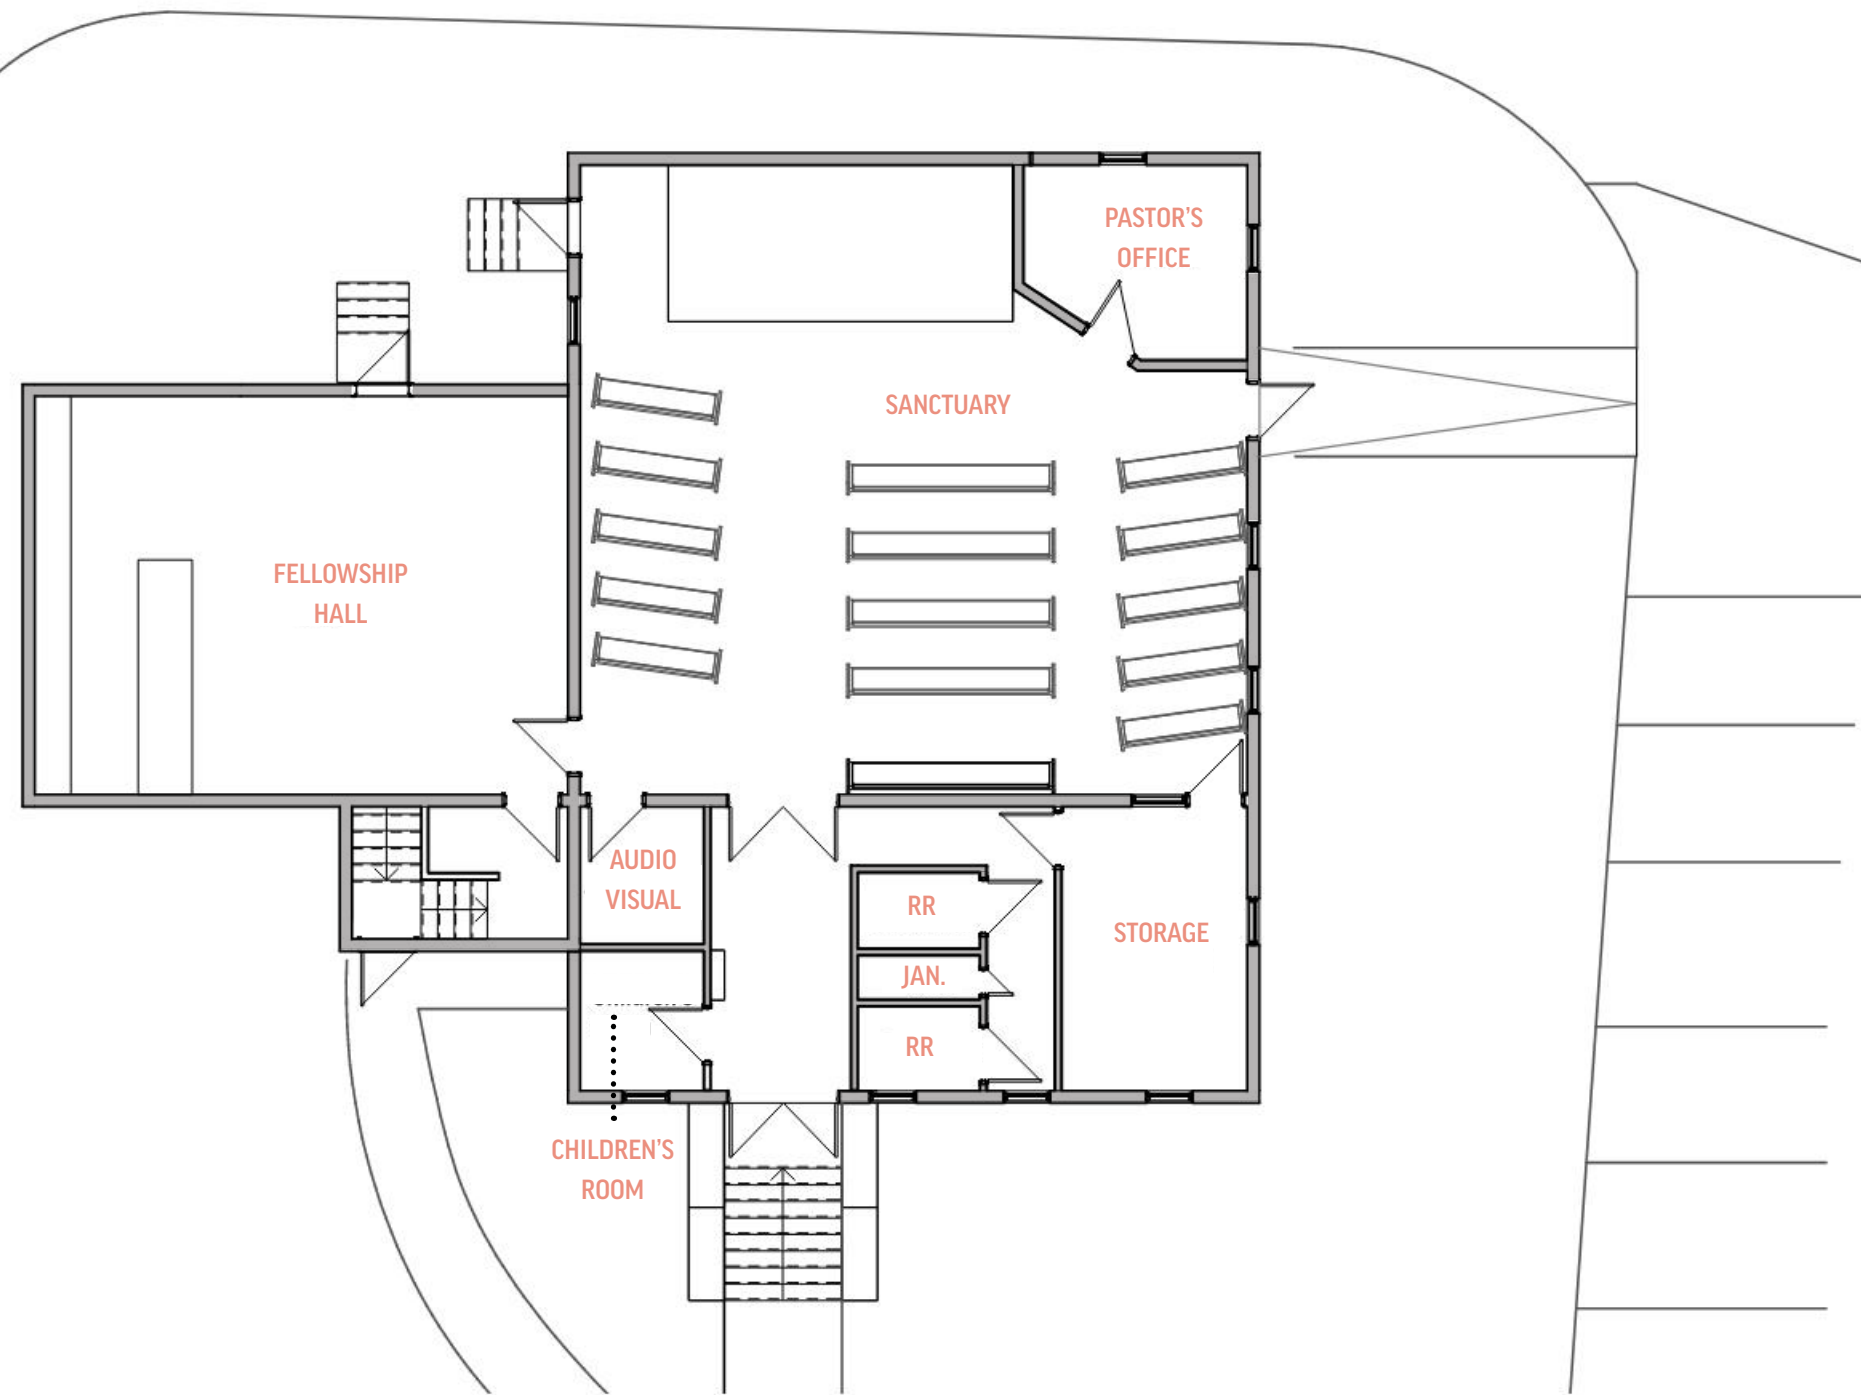 PASTOR'S
OFFICE
SANCTUARY
FELLOWSHIP
HALL
AUDIO
VISUAL
RR
STORAGE
JAN.
RR
CHILDREN'S
ROOM